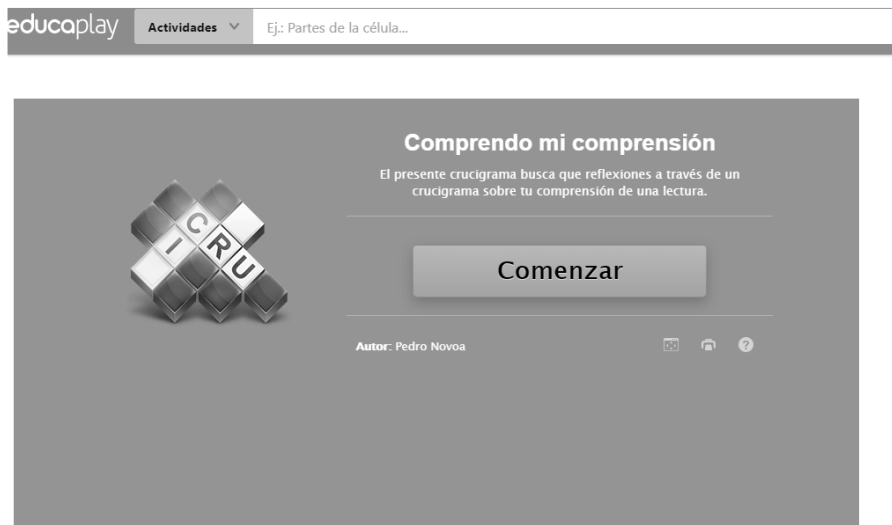 educaplay
Actividades
Ej.: Partes de la célula...
Comprendo mi comprensión
El presente crucigrama busca que reflexiones a través de un
crucigrama sobre tu comprensión de una lectura.
C
I R
U
Comenzar
Autor: Pedro Novoa
?